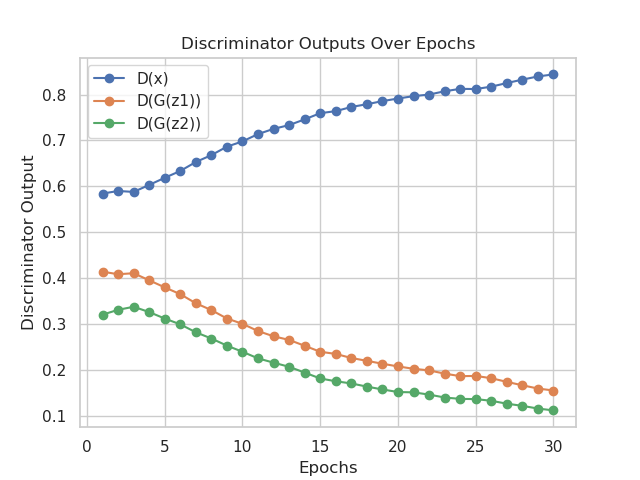 Discriminator Outputs Over Epochs
D(x)
D(G(z1))
D(G(z2))
Discriminator Output
0.8
0.7
0.6
0.5
0.4
0.3
0.2
0.1
0 5 10 15 20 25 30
Epochs